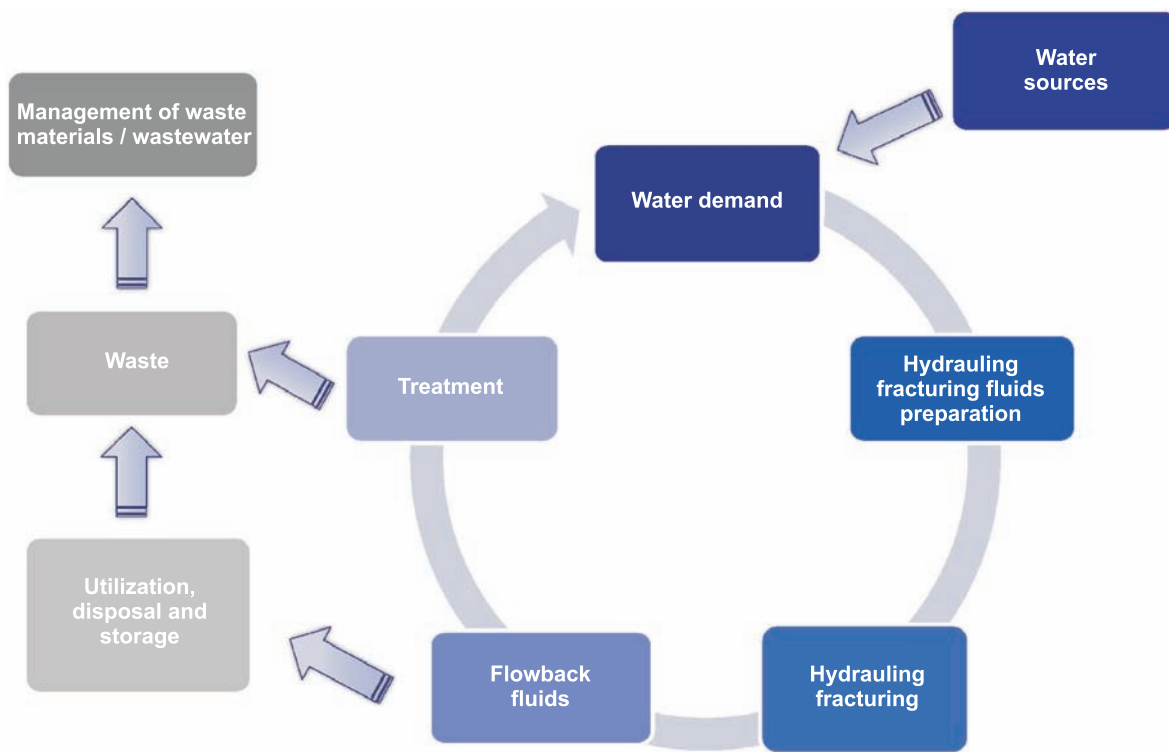 Water
sources
Management of waste
materials / wastewater
Water demand
Waste
Treatment
Hydrauling
fracturing fluids
preparation
Utilization,
disposal and
storage
Flowback
fluids
Hydrauling
fracturing